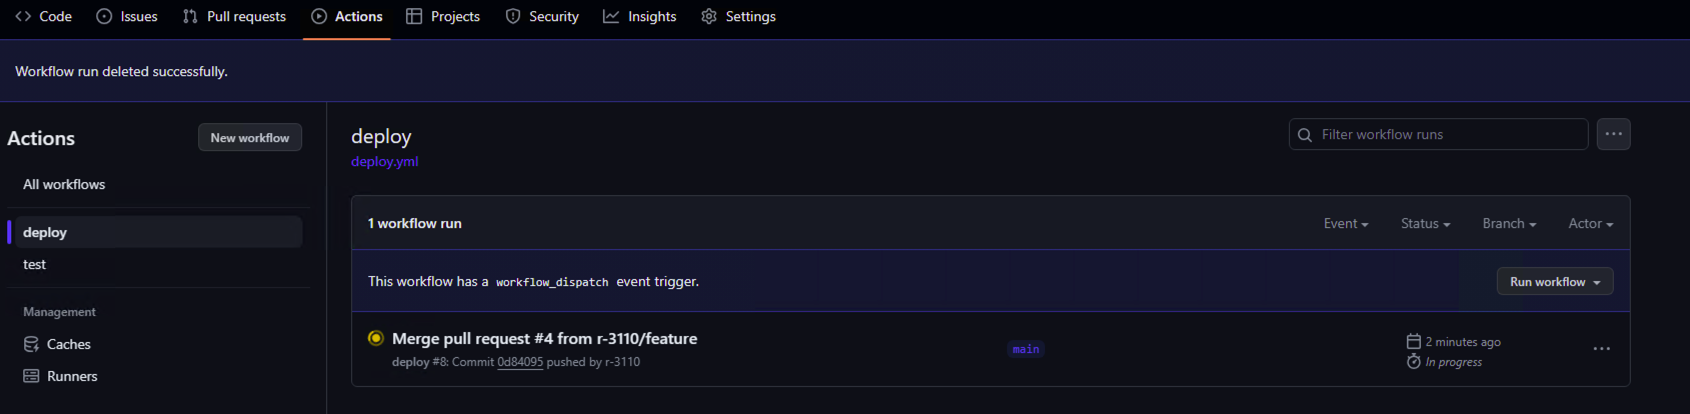 Code Issues Pull requests Actions Projects Security Insights Settings
Workflow run deleted successfully.
Actions
New workflow
All workflows
deploy
test
Management
Caches
Runners
deploy
deploy.yml
Filter workflow runs
1 workflow run
Event Status Branch Actor
This workflow has a workflow_dispatch event trigger.
Run workflow
Merge pull request #4 from r-3110/feature
deploy #8: Commit 0d84095 pushed by r-3110
main
2 minutes ago
In progress